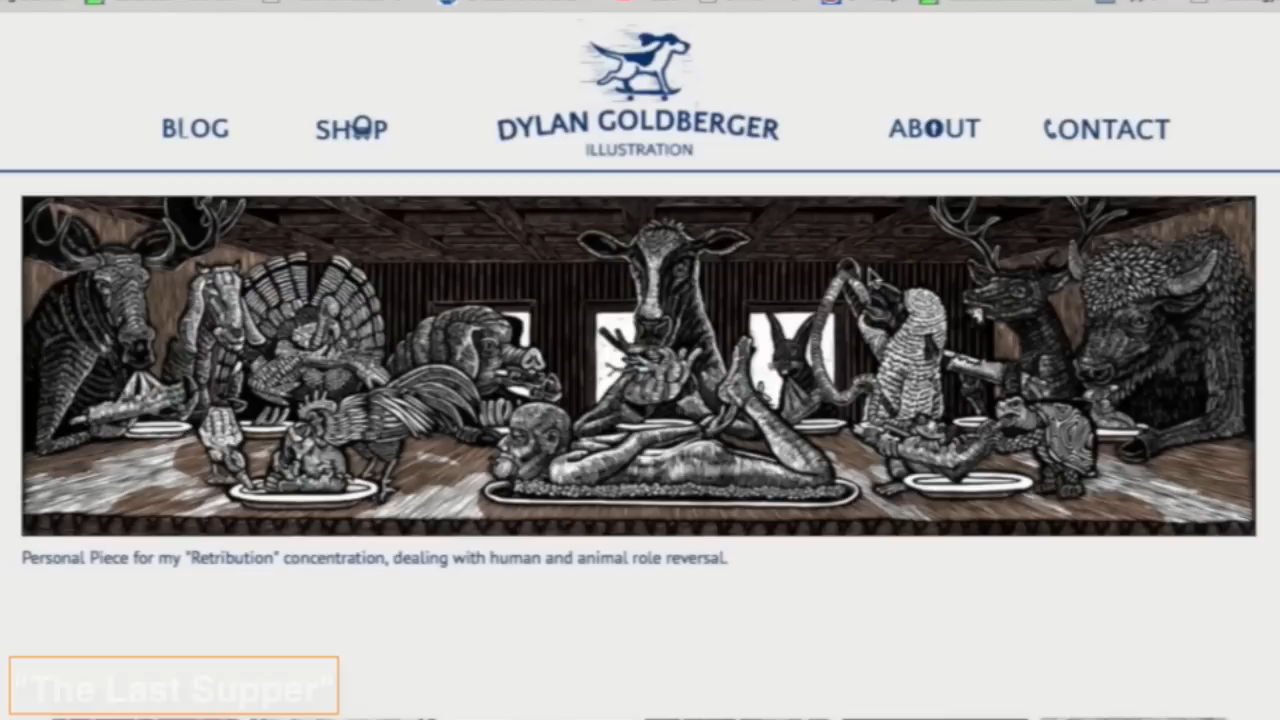 BLOG
SHOP
DYLAN GOLDBERGER
ILLUSTRATION
ABOUT
CONTACT
Personal Piece for my "Retribution" concentration, dealing with human and animal role reversal.
"The Last Supper"